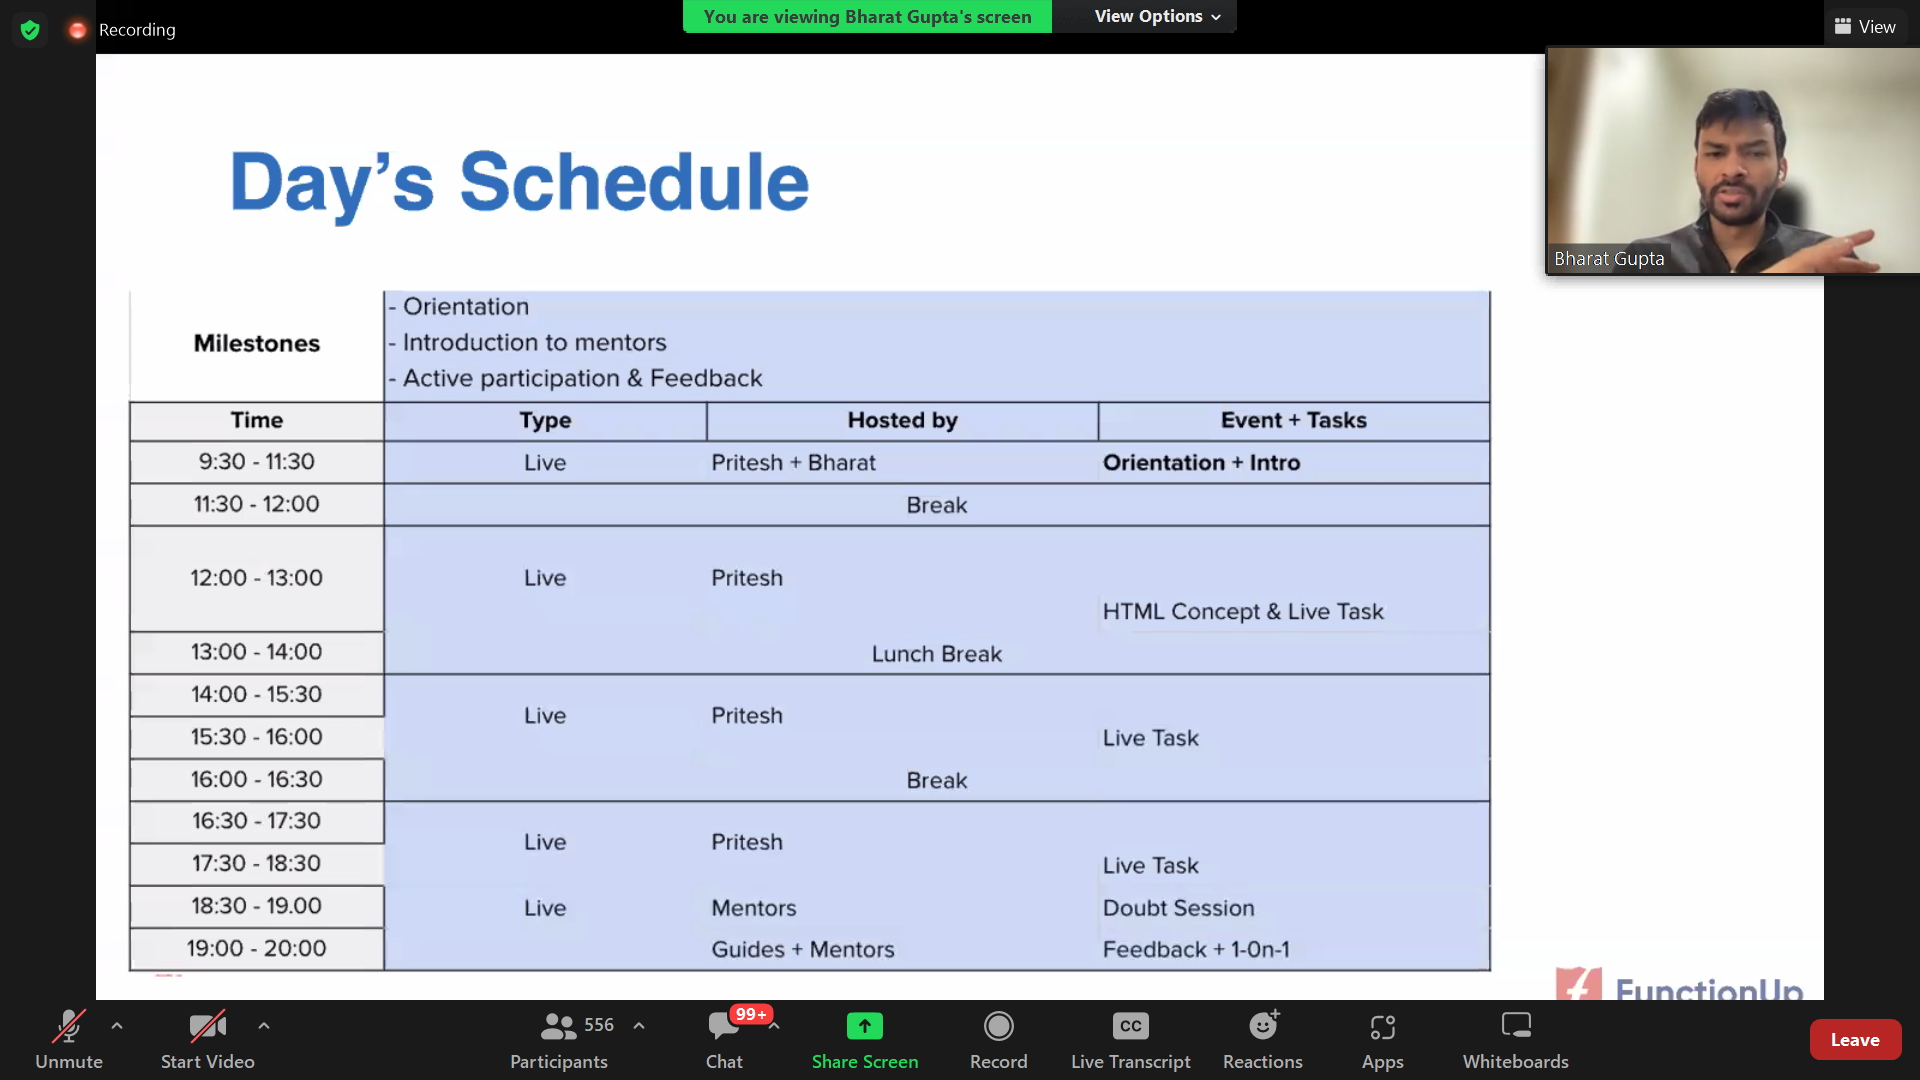 Recording
You are viewing Bharat Gupta's screen
View Options
View
Bharat Gupta
Day's Schedule
Milestones
- Orientation
- Introduction to mentors
- Active participation & Feedback
Time Type Hosted by Event + Tasks
9:30 - 11:30 Live Pritesh + Bharat Orientation + Intro
11:30 - 12:00 Break
12:00 - 13:00 Live Pritesh
HTML Concept & Live Task
13:00 - 14:00 Lunch Break
14:00 - 15:30
Live Pritesh
15:30 - 16:00 Live Task
16:00 - 16:30 Break
16:30 - 17:30
Live Pritesh
17:30 - 18:30 Live Task
18:30 - 19.00 Live Mentors Doubt Session
19:00 - 20:00 Guides + Mentors Feedback + 1-0n-1
FunctionUp
556
99+
CC
Unmute Start Video Participants Chat Share Screen Record Live Transcript Reactions Apps Whiteboards Leave